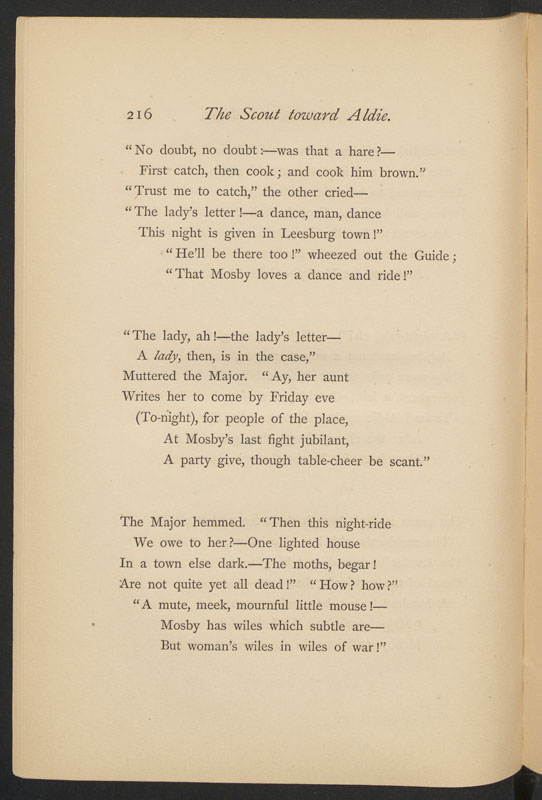 216 The Scout toward Aldie.
“No doubt, no doubt:—was that a hare?—
First catch, then cook; and cook him brown.”
“Trust me to catch,” the other cried—
“The lady’s letter!—a dance, man, dance
This night is given in Leesburg town!”
“He’ll be there too!” wheezed out the Guide;
“That Mosby loves a dance and ride!”
“The lady, ah!—the lady’s letter—
A lady, then, is in the case,”
Muttered the Major. “Ay, her aunt
Writes her to come by Friday eve
(To-night), for people of the place,
At Mosby’s last fight jubilant,
A party give, though table-cheer be scant.”
The Major hemmed. “Then this night-ride
We owe to her?—One lighted house
In a town else dark.—The moths, begar!
Are not quite yet all dead!” “How? how?”
“A mute, meek, mournful little mouse!—
Mosby has wiles which subtle are—
But woman’s wiles in wiles of war!”